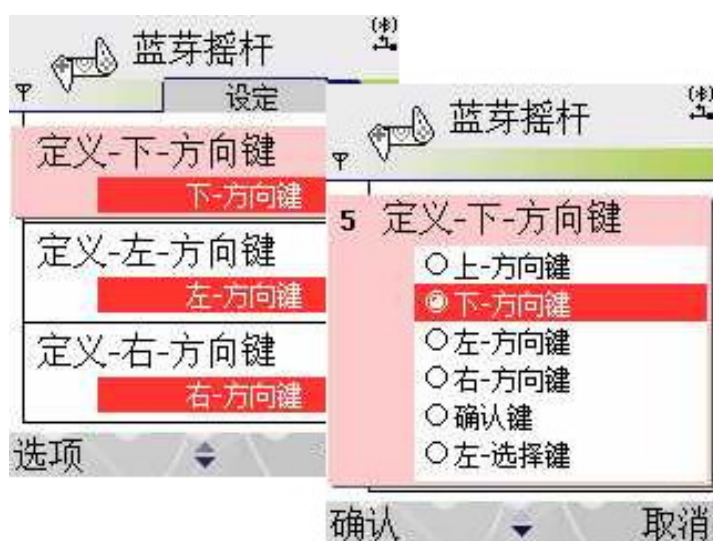 蓝芽摇杆
设定
定义-下-方向键
下-方向键
定义-左-方向键
左-方向键
定义-右-方向键
右-方向键
选项
蓝芽摇杆
5 定义-下-方向键
上-方向键
下-方向键
左-方向键
右-方向键
确认键
左-选择键
确认 取消